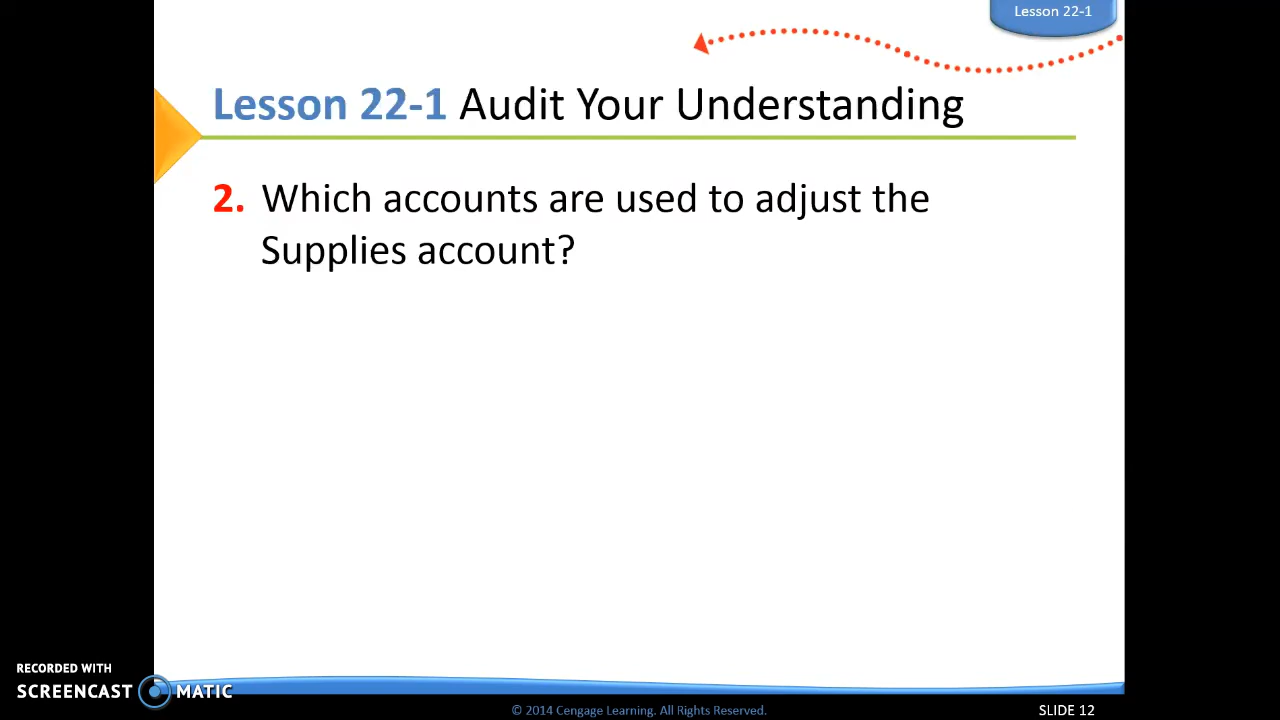 Lesson 22-1
Lesson 22-1 Audit Your Understanding
2. Which accounts are used to adjust the
Supplies account?
RECORDED WITH
SCREENCAST MATIC
© 2014 Cengage Learning. All Rights Reserved.
SLIDE 12